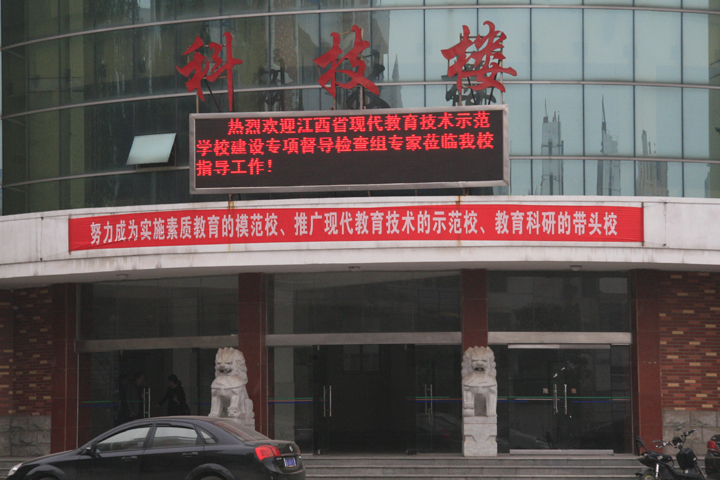 科技楼
热烈欢迎江西省现代教育技术示范
学校建设专项督导检查组专家莅临我校
指导工作!
努力成为实施素质教育的模范校、推广现代教育技术的示范校、教育科研的带头校